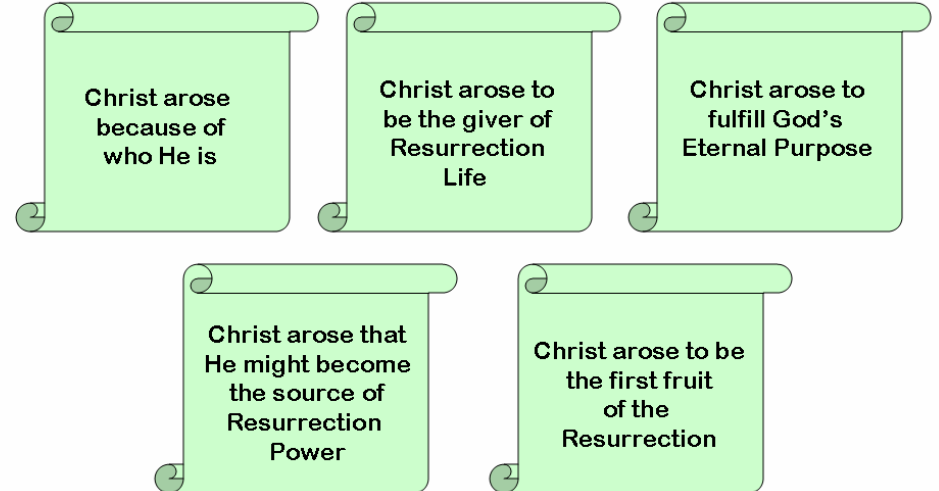 Christ arose
because of
who He is
Christ arose to
be the giver of
Resurrection
Life
Christ arose to
fulfill God's
Eternal Purpose
Christ arose that
He might become
the source of
Resurrection
Power
Christ arose to be
the first fruit
of the
Resurrection